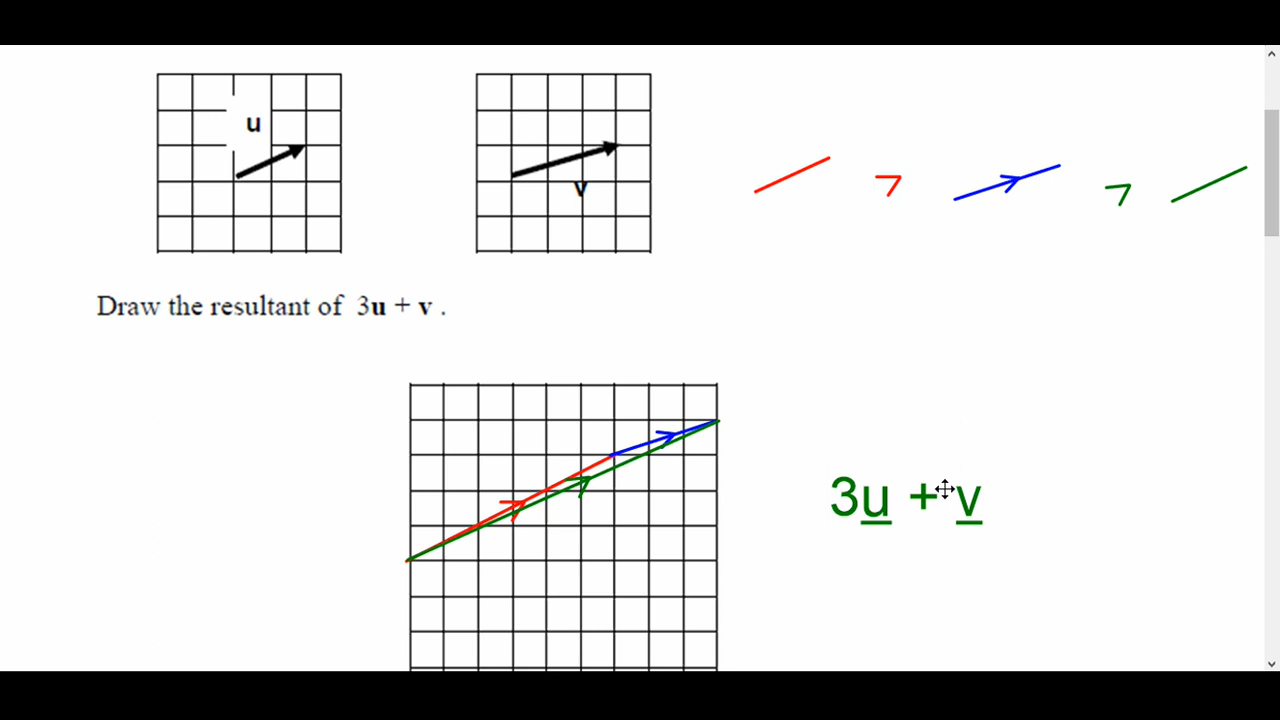 u
v
Draw the resultant of 3u + v .
3u + v